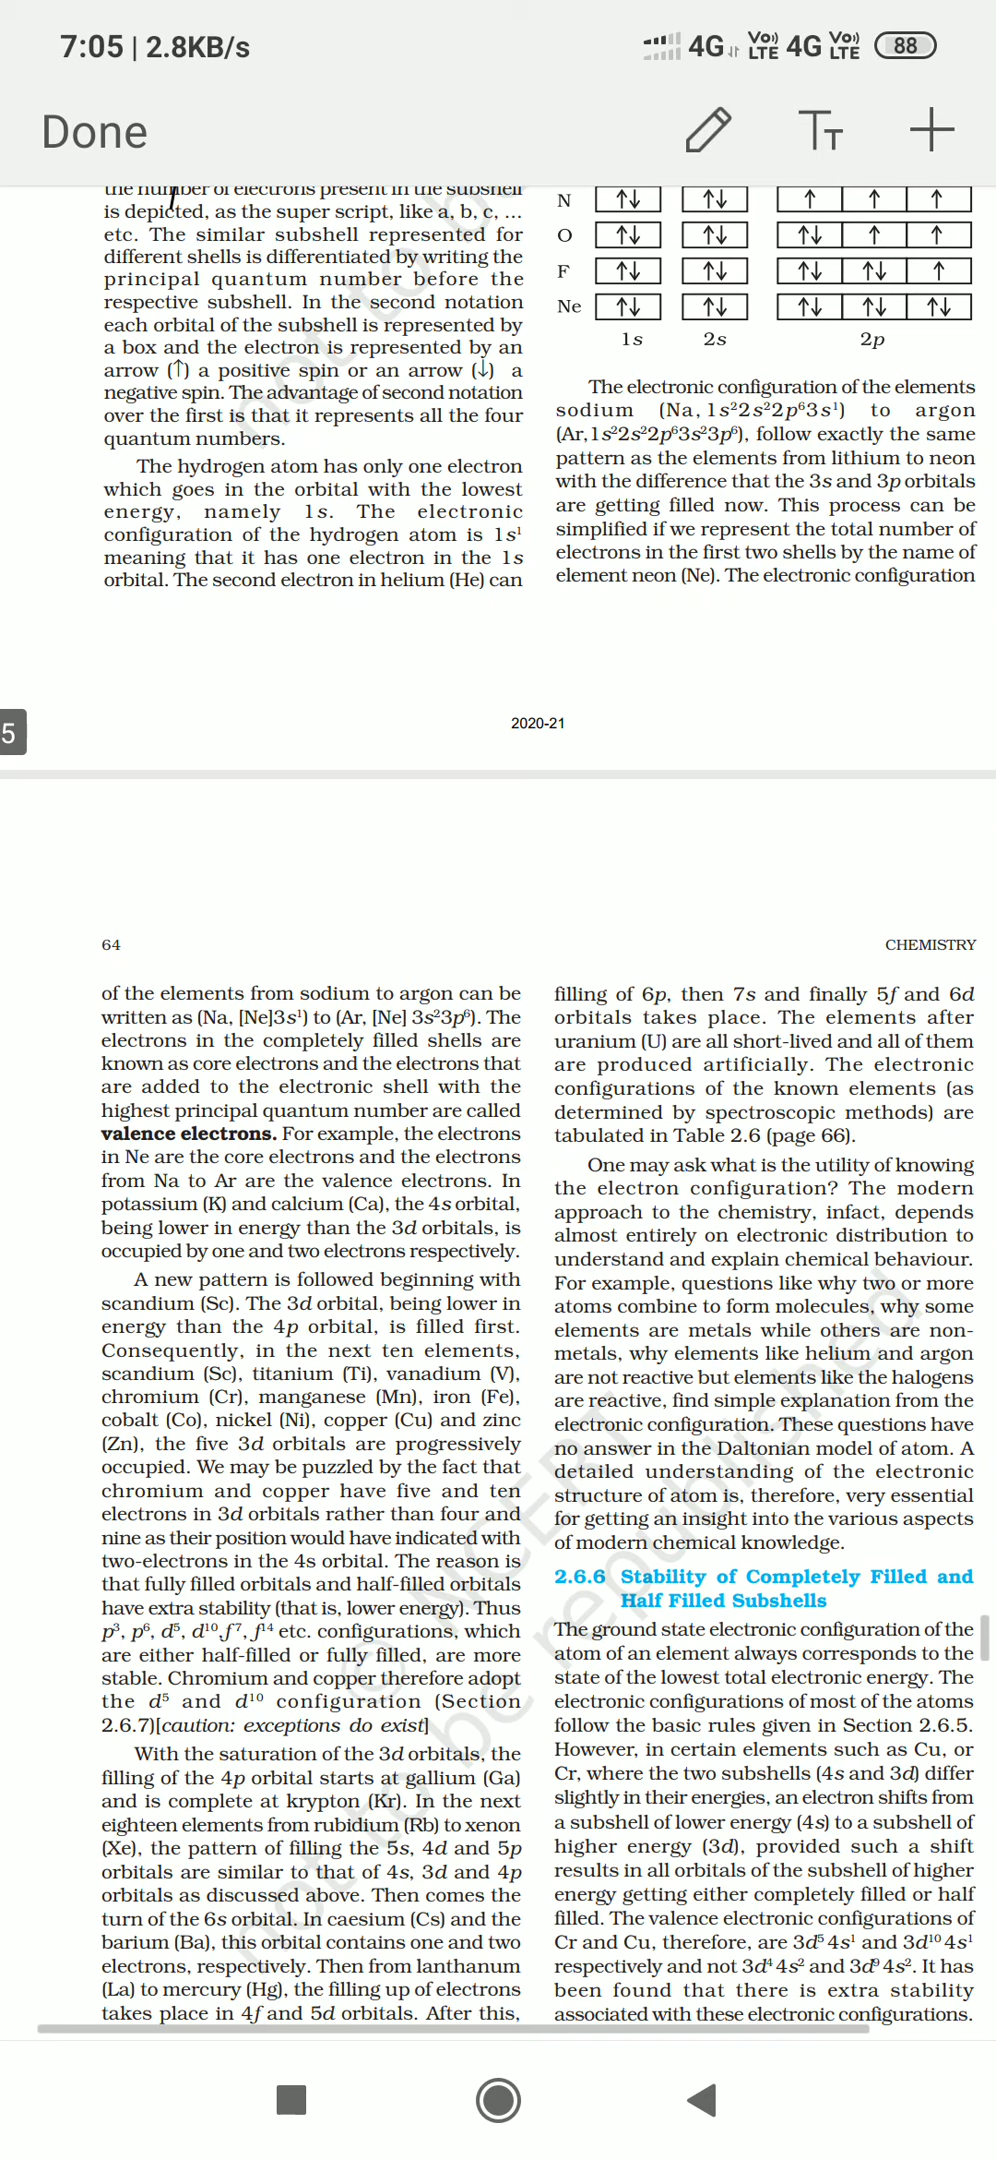 7:05 | 2.8KB/s
4G Vo)) LTE 4G Vo)) LTE 88
Done
TT
the number of electrons present in the subshell
is depicted, as the super script, like a, b, c, ...
etc. The similar subshell represented for
different shells is differentiated by writing the
principal quantum number before the
respective subshell. In the second notation
each orbital of the subshell is represented by
a box and the electron is represented by an
arrow (↑) a positive spin or an arrow (↓) a
negative spin. The advantage of second notation
over the first is that it represents all the four
quantum numbers.
The hydrogen atom has only one electron
which goes in the orbital with the lowest
energy, namely 1s. The electronic
configuration of the hydrogen atom is 1s¹
meaning that it has one electron in the 1s
orbital. The second electron in helium (He) can
N ↑↓ ↑↓ ↑ ↑ ↑
O ↑↓ ↑↓ ↑↓ ↑ ↑
F ↑↓ ↑↓ ↑↓ ↑↓ ↑
Ne ↑↓ ↑↓ ↑↓ ↑↓ ↑↓
1s 2s 2p
The electronic configuration of the elements
sodium (Na, 1s²2s²2p⁶3s¹) to argon
(Ar,1s²2s²2p⁶3s²3p⁶), follow exactly the same
pattern as the elements from lithium to neon
with the difference that the 3s and 3p orbitals
are getting filled now. This process can be
simplified if we represent the total number of
electrons in the first two shells by the name of
element neon (Ne). The electronic configuration
5
2020-21
64
CHEMISTRY
of the elements from sodium to argon can be
written as (Na, [Ne]3s¹) to (Ar, [Ne] 3s²3p⁶). The
electrons in the completely filled shells are
known as core electrons and the electrons that
are added to the electronic shell with the
highest principal quantum number are called
valence electrons. For example, the electrons
in Ne are the core electrons and the electrons
from Na to Ar are the valence electrons. In
potassium (K) and calcium (Ca), the 4s orbital,
being lower in energy than the 3d orbitals, is
occupied by one and two electrons respectively.
A new pattern is followed beginning with
scandium (Sc). The 3d orbital, being lower in
energy than the 4p orbital, is filled first.
Consequently, in the next ten elements,
scandium (Sc), titanium (Ti), vanadium (V),
chromium (Cr), manganese (Mn), iron (Fe),
cobalt (Co), nickel (Ni), copper (Cu) and zinc
(Zn), the five 3d orbitals are progressively
occupied. We may be puzzled by the fact that
chromium and copper have five and ten
electrons in 3d orbitals rather than four and
nine as their position would have indicated with
two-electrons in the 4s orbital. The reason is
that fully filled orbitals and half-filled orbitals
have extra stability (that is, lower energy). Thus
p³, p⁶, d⁵, d¹⁰,f⁷, f¹⁴ etc. configurations, which
are either half-filled or fully filled, are more
stable. Chromium and copper therefore adopt
the d⁵ and d¹⁰ configuration (Section
2.6.7)[caution: exceptions do exist]
With the saturation of the 3d orbitals, the
filling of the 4p orbital starts at gallium (Ga)
and is complete at krypton (Kr). In the next
eighteen elements from rubidium (Rb) to xenon
(Xe), the pattern of filling the 5s, 4d and 5p
orbitals are similar to that of 4s, 3d and 4p
orbitals as discussed above. Then comes the
turn of the 6s orbital. In caesium (Cs) and the
barium (Ba), this orbital contains one and two
electrons, respectively. Then from lanthanum
(La) to mercury (Hg), the filling up of electrons
takes place in 4f and 5d orbitals. After this,
filling of 6p, then 7s and finally 5f and 6d
orbitals takes place. The elements after
uranium (U) are all short-lived and all of them
are produced artificially. The electronic
configurations of the known elements (as
determined by spectroscopic methods) are
tabulated in Table 2.6 (page 66).
One may ask what is the utility of knowing
the electron configuration? The modern
approach to the chemistry, infact, depends
almost entirely on electronic distribution to
understand and explain chemical behaviour.
For example, questions like why two or more
atoms combine to form molecules, why some
elements are metals while others are non-
metals, why elements like helium and argon
are not reactive but elements like the halogens
are reactive, find simple explanation from the
electronic configuration. These questions have
no answer in the Daltonian model of atom. A
detailed understanding of the electronic
structure of atom is, therefore, very essential
for getting an insight into the various aspects
of modern chemical knowledge.
2.6.6 Stability of Completely Filled and
Half Filled Subshells
The ground state electronic configuration of the
atom of an element always corresponds to the
state of the lowest total electronic energy. The
electronic configurations of most of the atoms
follow the basic rules given in Section 2.6.5.
However, in certain elements such as Cu, or
Cr, where the two subshells (4s and 3d) differ
slightly in their energies, an electron shifts from
a subshell of lower energy (4s) to a subshell of
higher energy (3d), provided such a shift
results in all orbitals of the subshell of higher
energy getting either completely filled or half
filled. The valence electronic configurations of
Cr and Cu, therefore, are 3d⁵ 4s¹ and 3d¹⁰ 4s¹
respectively and not 3d⁴ 4s² and 3d⁹ 4s². It has
been found that there is extra stability
associated with these electronic configurations.
© NCERT
not to be republished